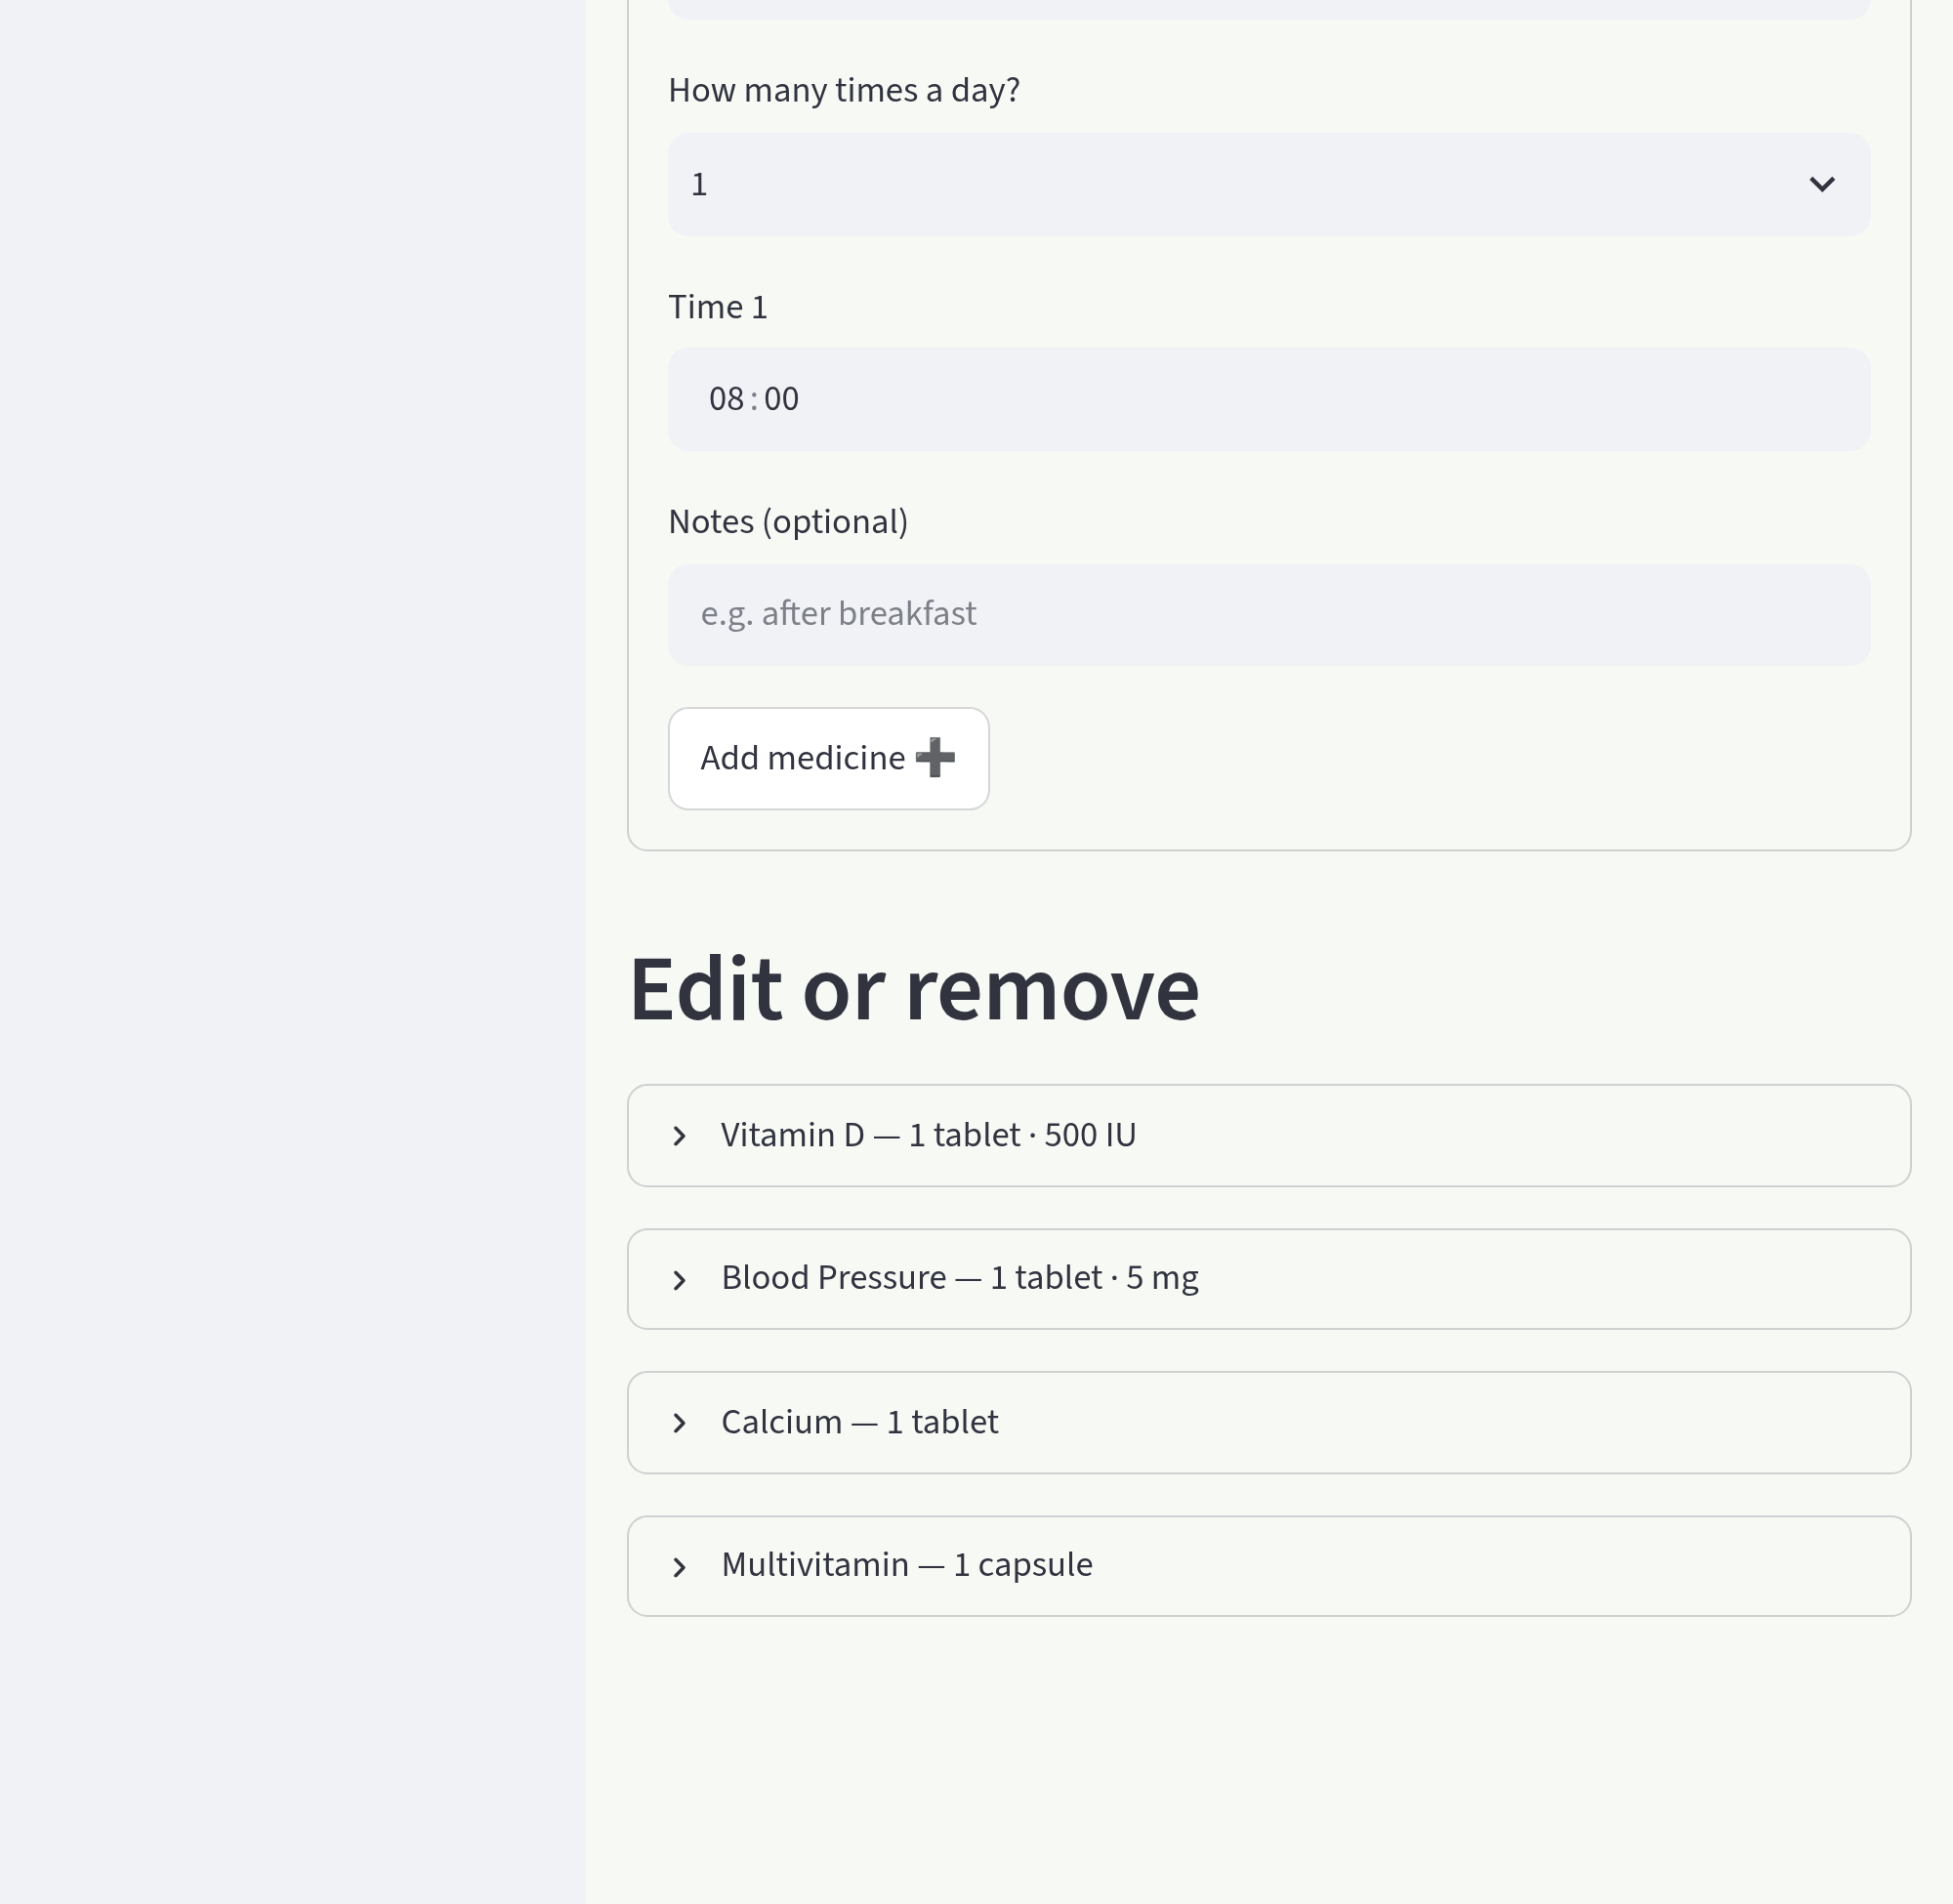 How many times a day?
1
Time 1
08:00
Notes (optional)
e.g. after breakfast
Add medicine ➕
Edit or remove
Vitamin D — 1 tablet · 500 IU
Blood Pressure — 1 tablet · 5 mg
Calcium — 1 tablet
Multivitamin — 1 capsule